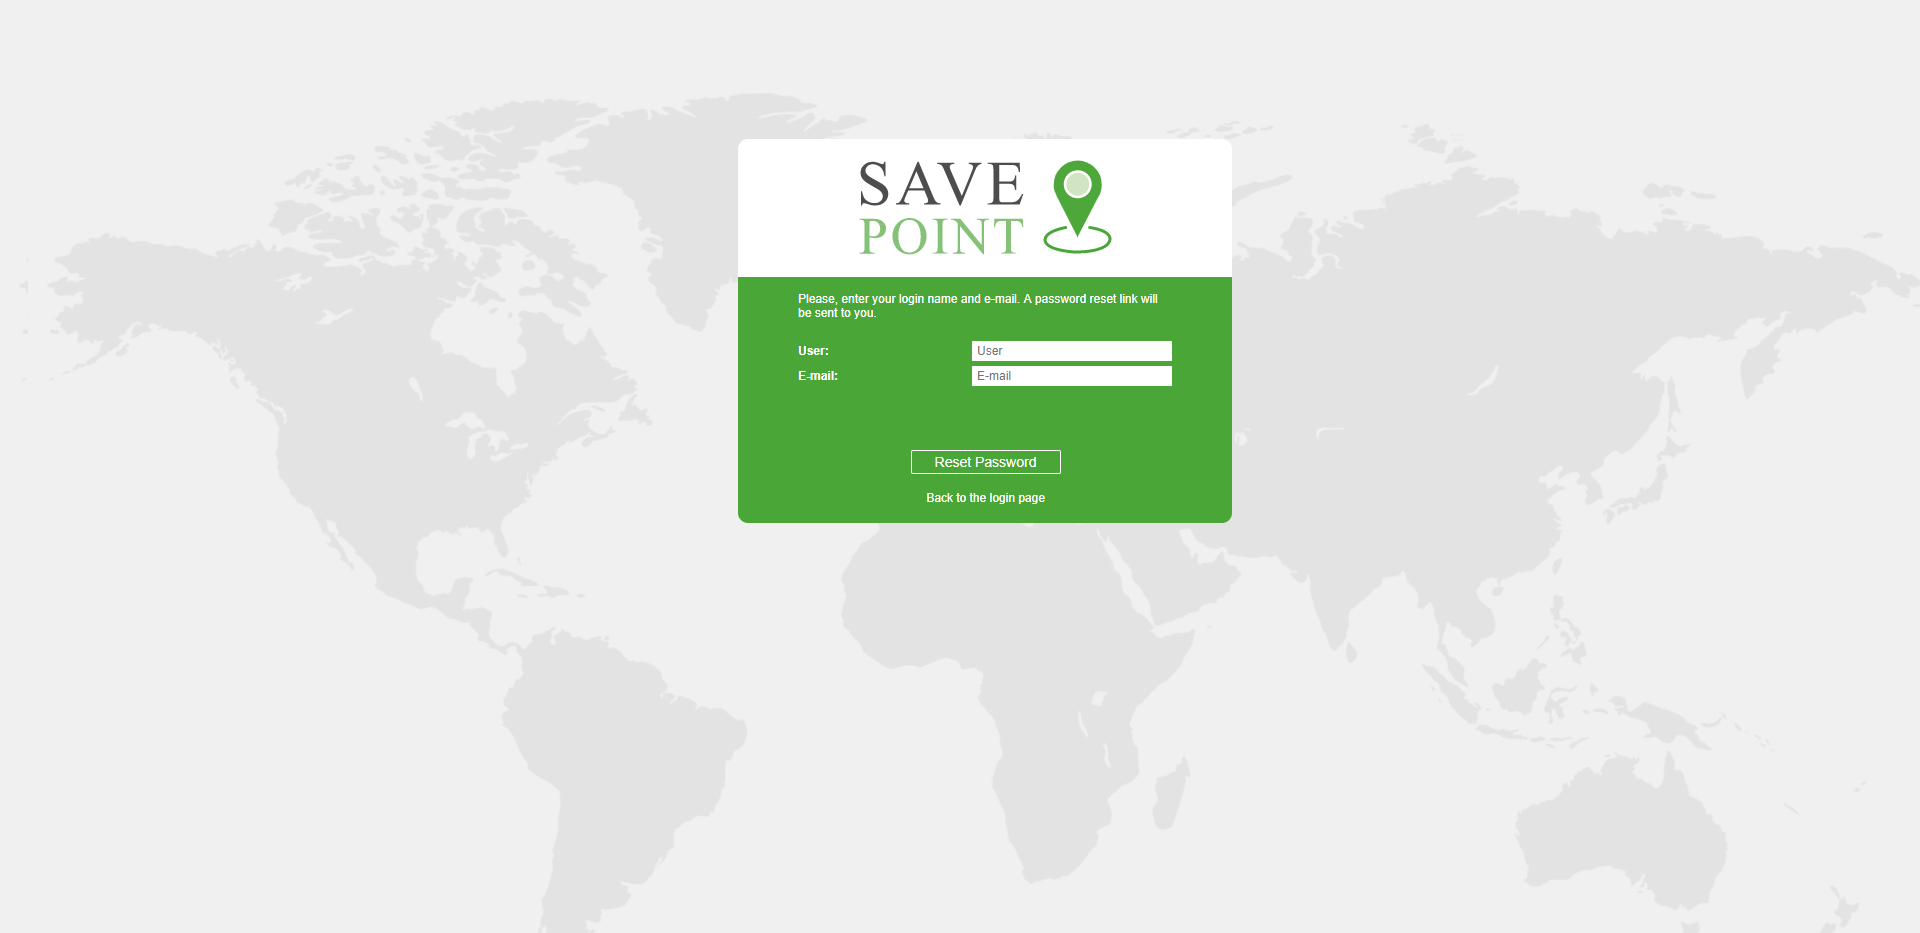 SAVE
POINT
Please, enter your login name and e-mail. A password reset link will
be sent to you.
User: User
E-mail: E-mail
Reset Password
Back to the login page